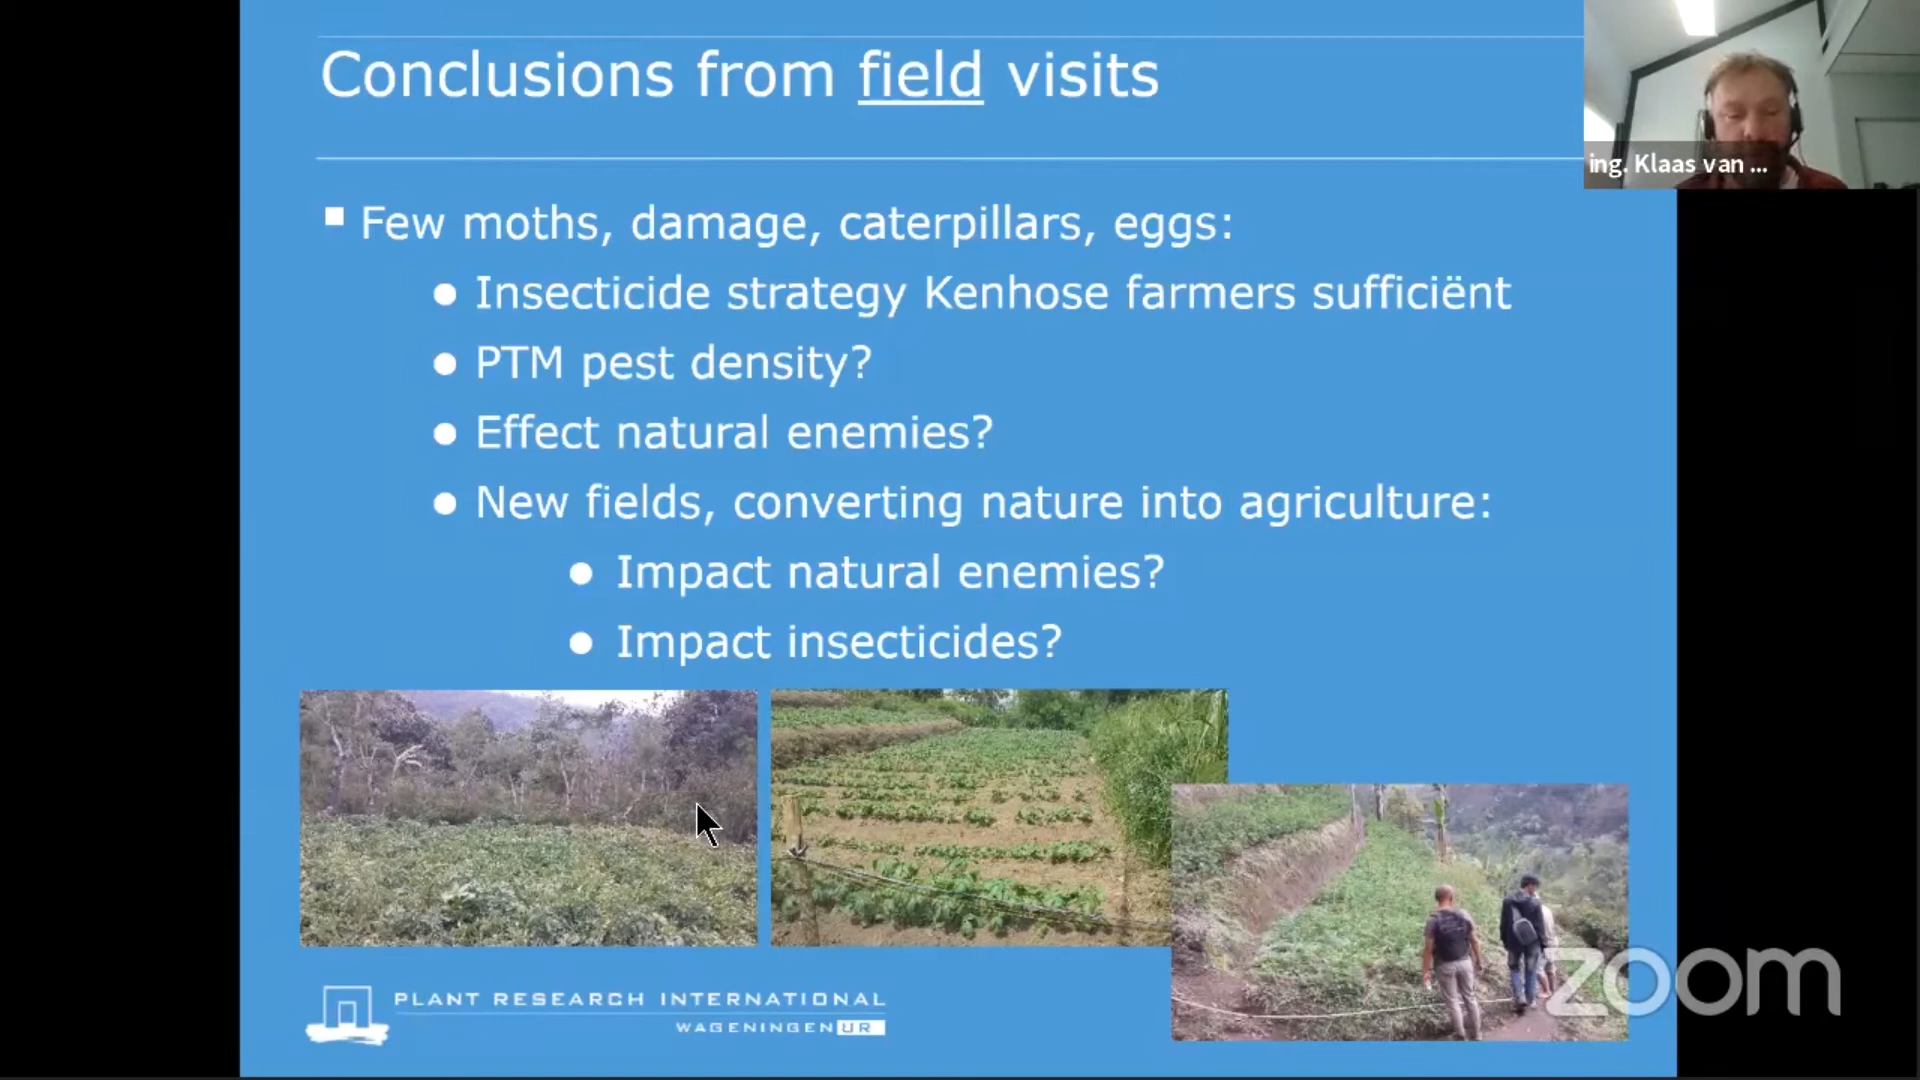 Conclusions from field visits
ing. Klaas van ...
Few moths, damage, caterpillars, eggs:
Insecticide strategy Kenhose farmers sufficiënt
PTM pest density?
Effect natural enemies?
New fields, converting nature into agriculture:
Impact natural enemies?
Impact insecticides?
PLANT RESEARCH INTERNATIONAL
WAGENINGEN UR
zoom